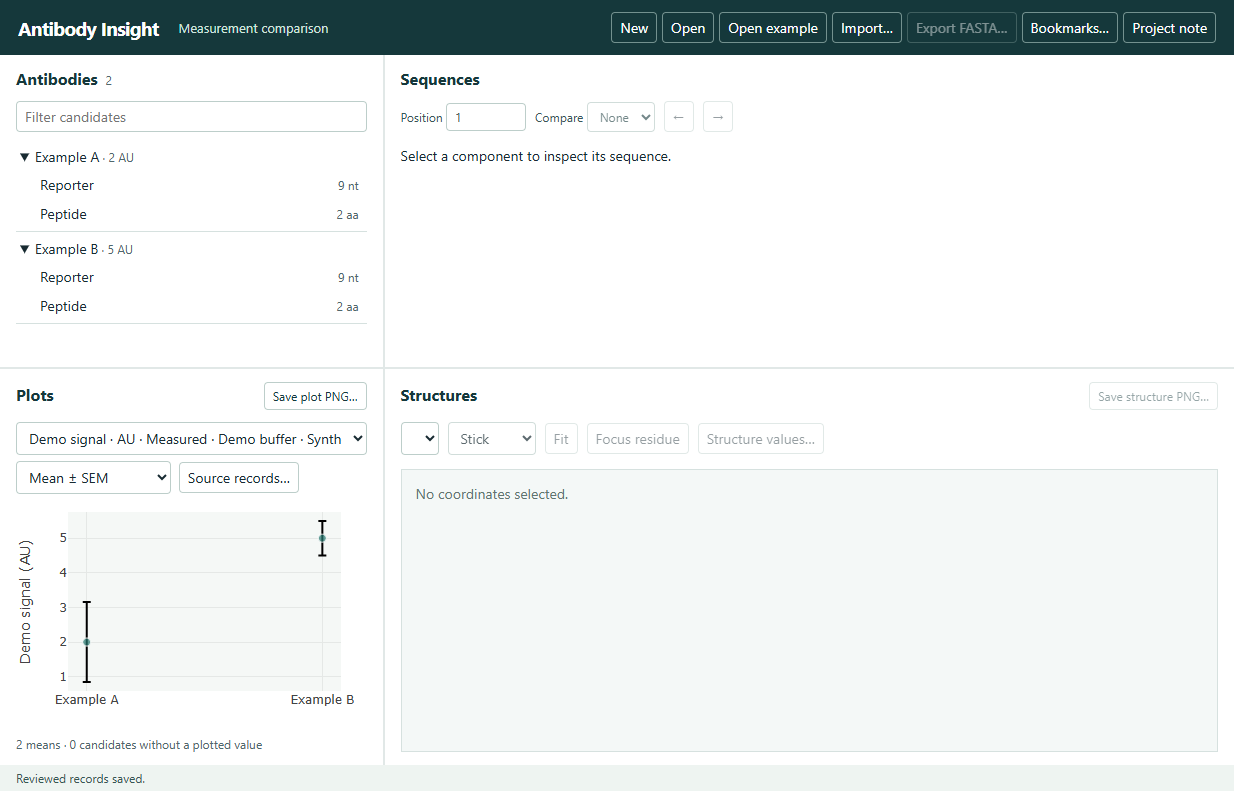 Antibody Insight Measurement comparison New Open Open example Import... Export FASTA... Bookmarks... Project note
Antibodies 2
Filter candidates
▼ Example A · 2 AU
Reporter 9 nt
Peptide 2 aa
▼ Example B · 5 AU
Reporter 9 nt
Peptide 2 aa
Sequences
Position 1 Compare None ← →
Select a component to inspect its sequence.
Plots Save plot PNG...
Demo signal · AU · Measured · Demo buffer · Synth
Mean ± SEM Source records...
Demo signal (AU)
5
4
3
2
1
Example A Example B
2 means · 0 candidates without a plotted value
Structures Save structure PNG...
Stick Fit Focus residue Structure values...
No coordinates selected.
Reviewed records saved.